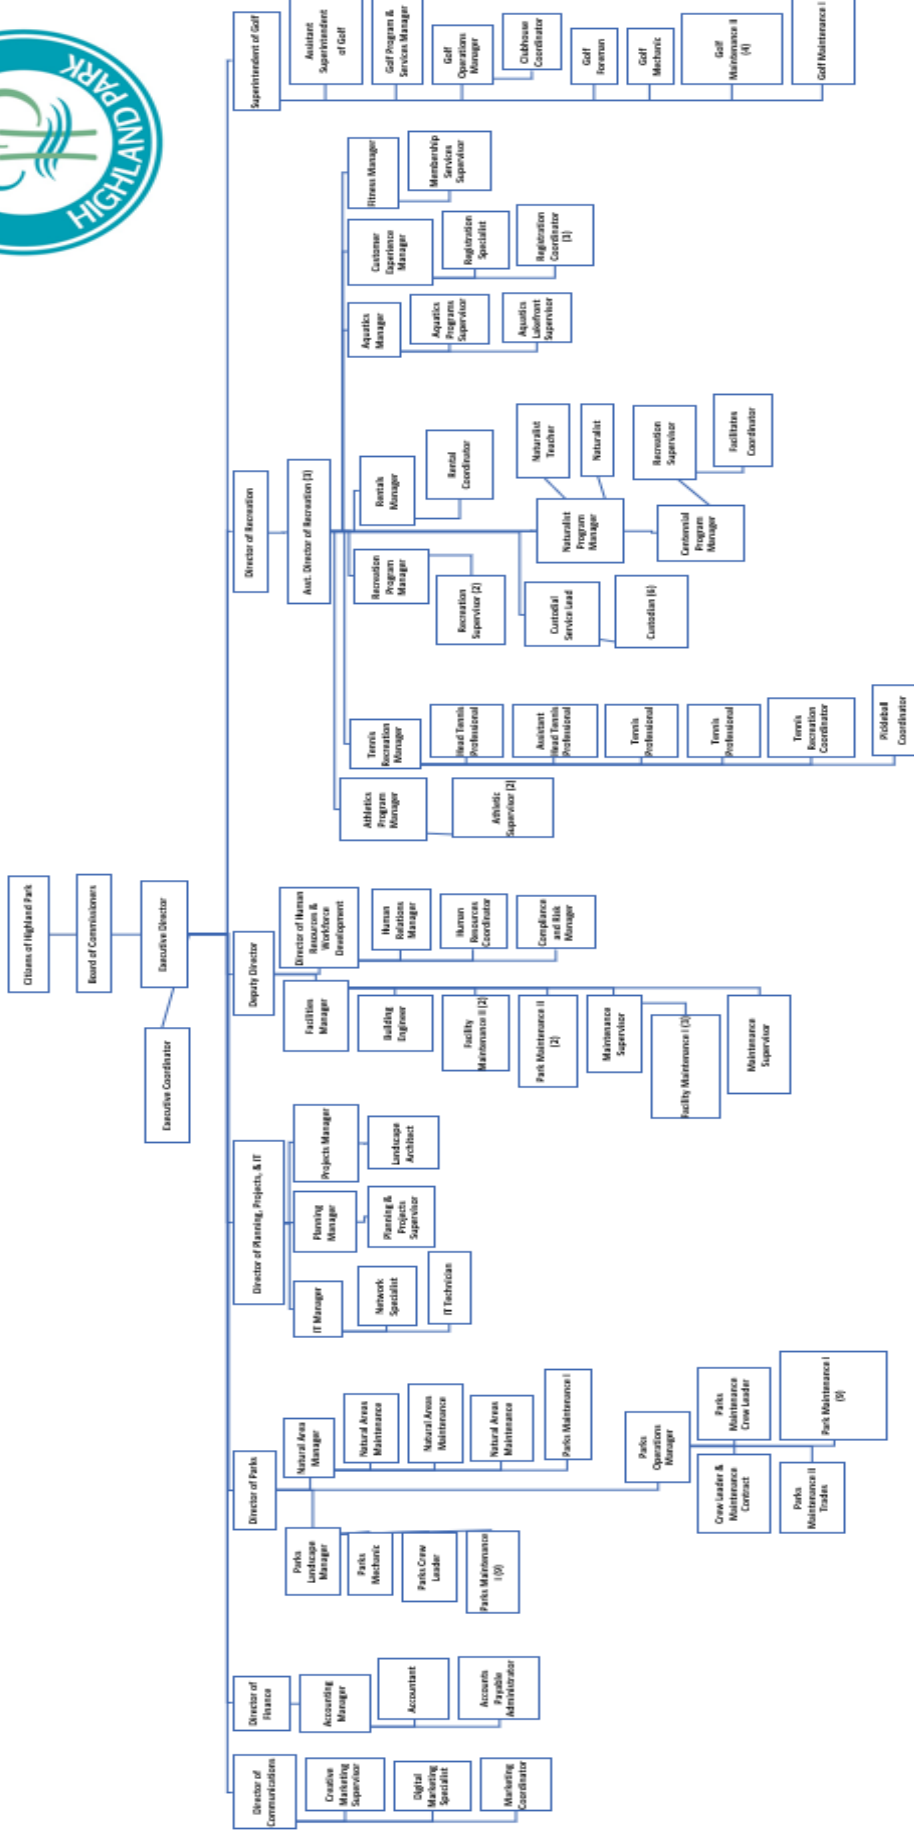 HIGHLAND PARK
Citizens of Highland Park
Board of Commissioners
Executive Director
Executive Coordinator
Director of
Communications
Creative
Marketing
Supervisor
Digital
Marketing
Specialist
Marketing
Coordinator
Director of
Finance
Accounting
Manager
Accountant
Accounts
Payable
Administrator
Director of Parks
Parks
Landscape
Manager
Parks
Mechanic
Parks Crew
Leader
Parks Maintenance
I (9)
Natural Area
Manager
Natural Areas
Maintenance
Natural Areas
Maintenance
Natural Areas
Maintenance
Parks Maintenance I
Parks
Operations
Manager
Crew Leader &
Maintenance
Contract
Parks
Maintenance
Crew Leader
Parks
Maintenance II
Trades
Park Maintenance I
(9)
Director of Planning, Projects, & IT
IT Manager
Network
Specialist
IT Technician
Planning
Manager
Planning &
Projects
Supervisor
Projects Manager
Landscape
Architect
Deputy Director
Facilities
Manager
Building
Engineer
Facility
Maintenance II (2)
Park Maintenance II
(2)
Maintenance
Supervisor
Facility Maintenance I (3)
Maintenance
Supervisor
Director of Human
Resources &
Workforce
Development
Human
Relations
Manager
Human
Resources
Coordinator
Compliance
and Risk
Manager
Director of Recreation
Asst. Director of Recreation (3)
Athletics
Program
Manager
Athletic
Supervisor (2)
Tennis
Recreation
Manager
Head Tennis
Professional
Assistant
Head Tennis
Professional
Tennis
Professional
Tennis
Professional
Tennis
Recreation
Coordinator
Pickleball
Coordinator
Recreation
Program
Manager
Recreation
Supervisor (2)
Custodial
Service Lead
Custodian (6)
Rentals
Manager
Rental
Coordinator
Naturalist
Program
Manager
Naturalist
Teacher
Naturalist
Centennial
Program
Manager
Recreation
Supervisor
Facilitates
Coordinator
Aquatics
Manager
Aquatics
Programs
Supervisor
Aquatics
Lakefront
Supervisor
Customer
Experience
Manager
Registration
Specialist
Registration
Coordinator
(3)
Fitness Manager
Membership
Services
Supervisor
Superintendent of Golf
Assistant
Superintendent
of Golf
Golf Program &
Services Manager
Golf
Operations
Manager
Clubhouse
Coordinator
Golf
Foreman
Golf
Mechanic
Golf
Maintenance II
(4)
Golf Maintenance I